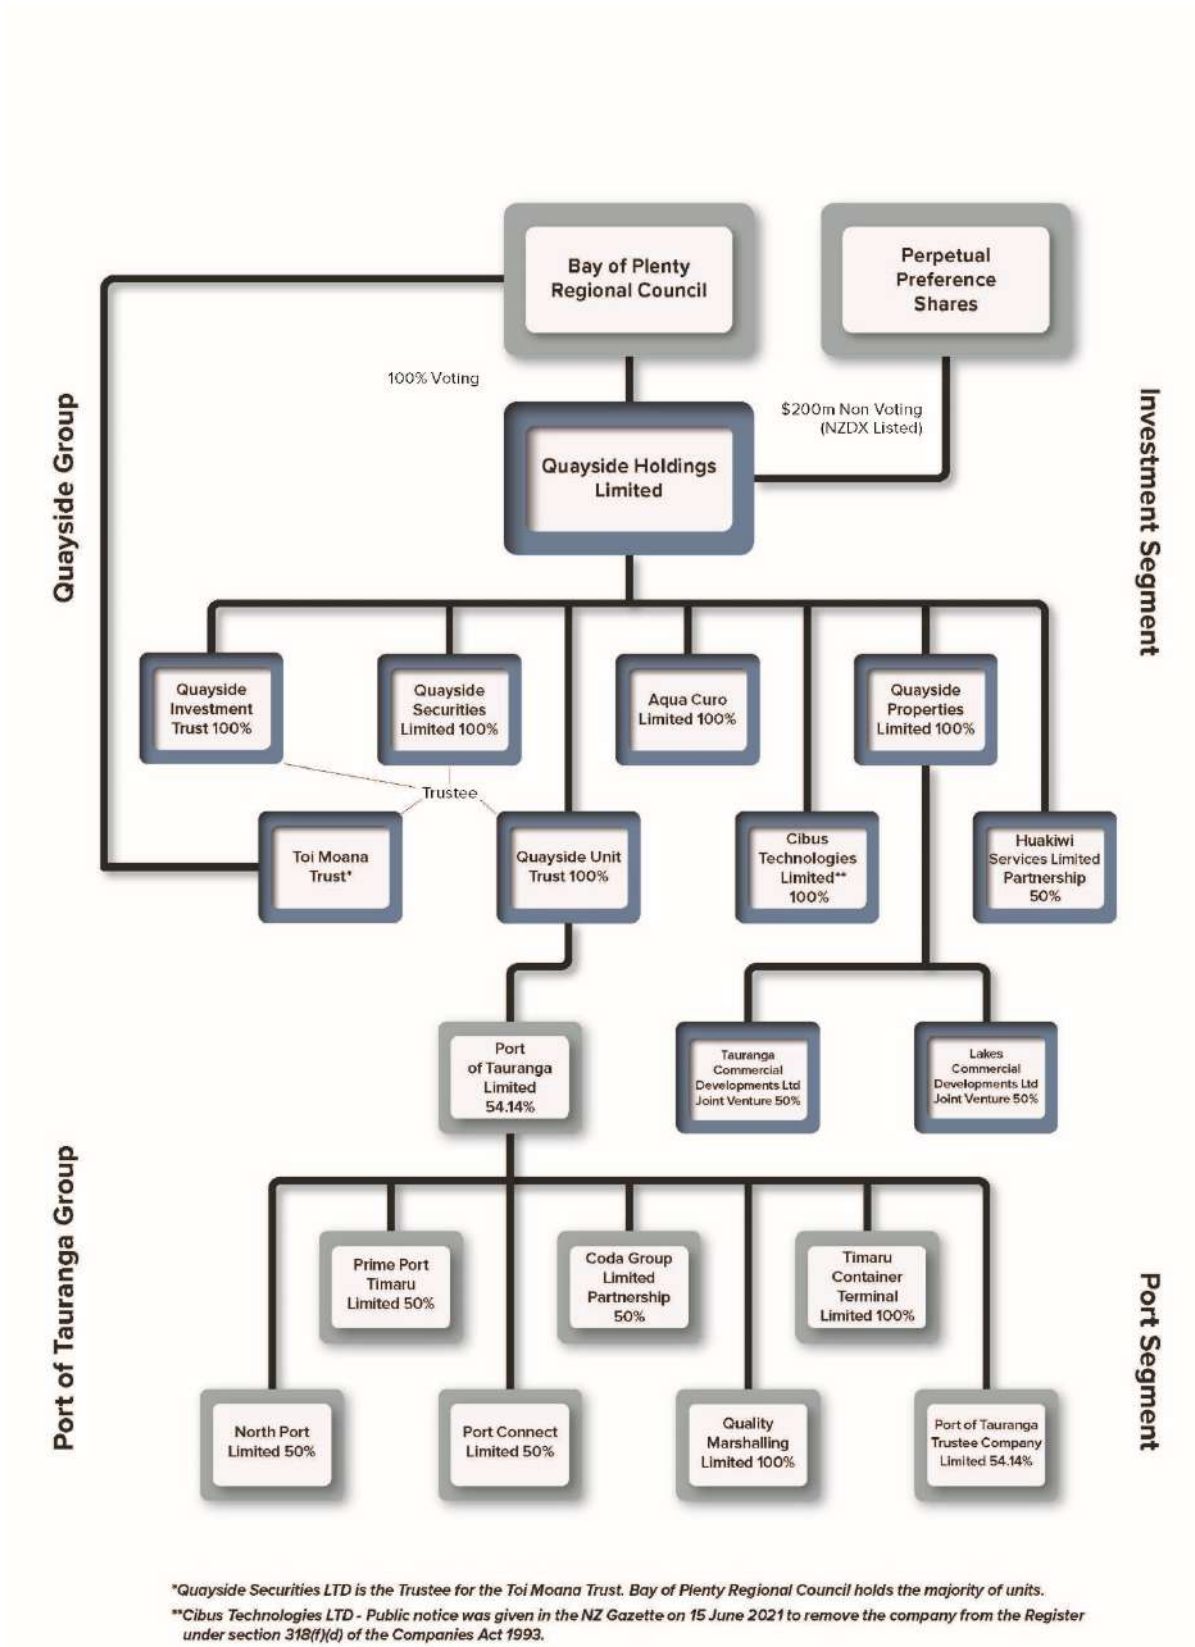 Bay of Plenty
Regional Council
Perpetual
Preference
Shares
100% Voting
$200m Non Voting
(NZDX Listed)
Quayside Group
Investment Segment
Quayside Holdings
Limited
Quayside
Investment
Trust 100%
Quayside
Securities
Limited 100%
Aqua Curo
Limited 100%
Quayside
Properties
Limited 100%
Trustee
Toi Moana
Trust*
Quayside Unit
Trust 100%
Cibus
Technologies
Limited**
100%
Huakiwi
Services Limited
Partnership
50%
Port
of Tauranga
Limited
54.14%
Tauranga
Commercial
Developments Ltd
Joint Venture 50%
Lakes
Commercial
Developments Ltd
Joint Venture 50%
Port of Tauranga Group
Port Segment
Prime Port
Timaru
Limited 50%
Coda Group
Limited
Partnership
50%
Timaru
Container
Terminal
Limited 100%
North Port
Limited 50%
Port Connect
Limited 50%
Quality
Marshalling
Limited 100%
Port of Tauranga
Trustee Company
Limited 54.14%
*Quayside Securities LTD is the Trustee for the Toi Moana Trust. Bay of Plenty Regional Council holds the majority of units.
**Cibus Technologies LTD - Public notice was given in the NZ Gazette on 15 June 2021 to remove the company from the Register
under section 318(f)(d) of the Companies Act 1993.